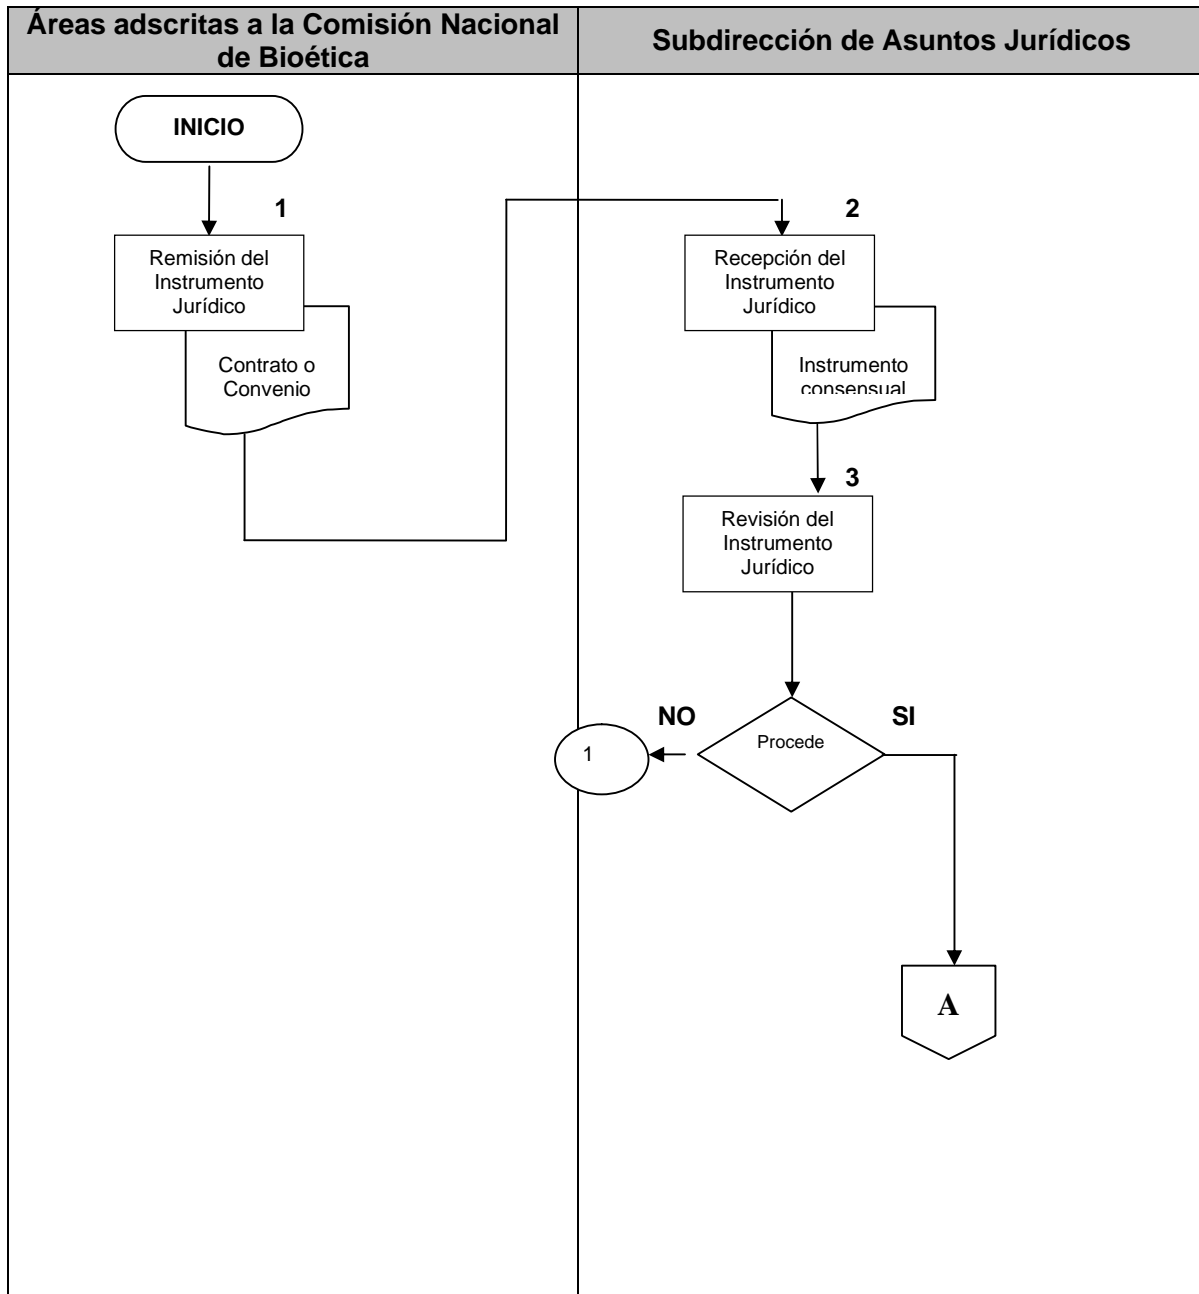 Áreas adscritas a la Comisión Nacional
de Bioética
Subdirección de Asuntos Jurídicos
INICIO
1
Remisión del
Instrumento
Jurídico
Contrato o
Convenio
2
Recepción del
Instrumento
Jurídico
Instrumento
consensual
3
Revisión del
Instrumento
Jurídico
NO
SI
Procede
1
A